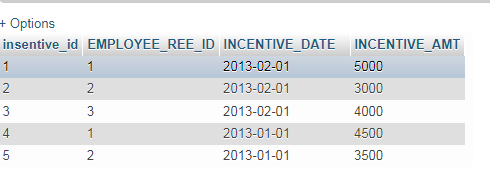 + Options
insentive_id EMPLOYEE_REE_ID INCENTIVE_DATE INCENTIVE_AMT
1 1 2013-02-01 5000
2 2 2013-02-01 3000
3 3 2013-02-01 4000
4 1 2013-01-01 4500
5 2 2013-01-01 3500